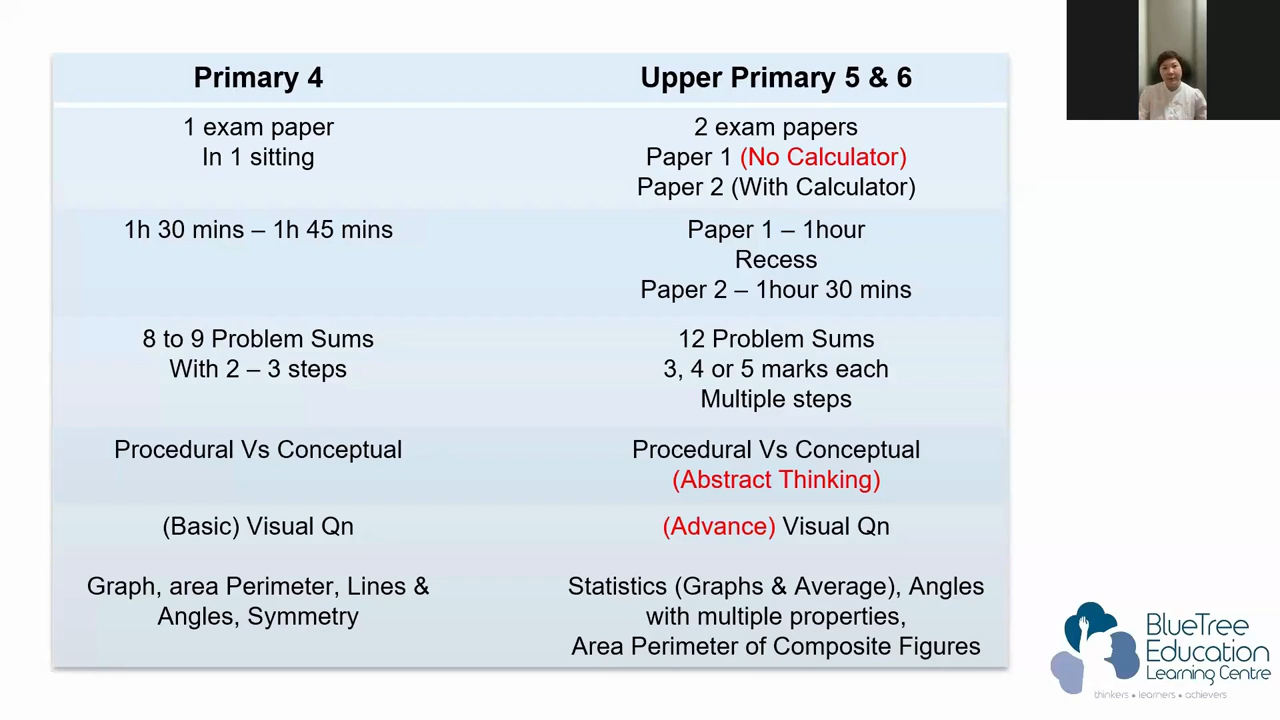 Primary 4
Upper Primary 5 & 6
1 exam paper
In 1 sitting
2 exam papers
Paper 1 (No Calculator)
Paper 2 (With Calculator)
1h 30 mins – 1h 45 mins
Paper 1 – 1hour
Recess
Paper 2 – 1hour 30 mins
8 to 9 Problem Sums
With 2 – 3 steps
12 Problem Sums
3, 4 or 5 marks each
Multiple steps
Procedural Vs Conceptual
Procedural Vs Conceptual
(Abstract Thinking)
(Basic) Visual Qn
(Advance) Visual Qn
Graph, area Perimeter, Lines &
Angles, Symmetry
Statistics (Graphs & Average), Angles
with multiple properties,
Area Perimeter of Composite Figures
BlueTree
Education
Learning Centre
thinkers • learners • achievers